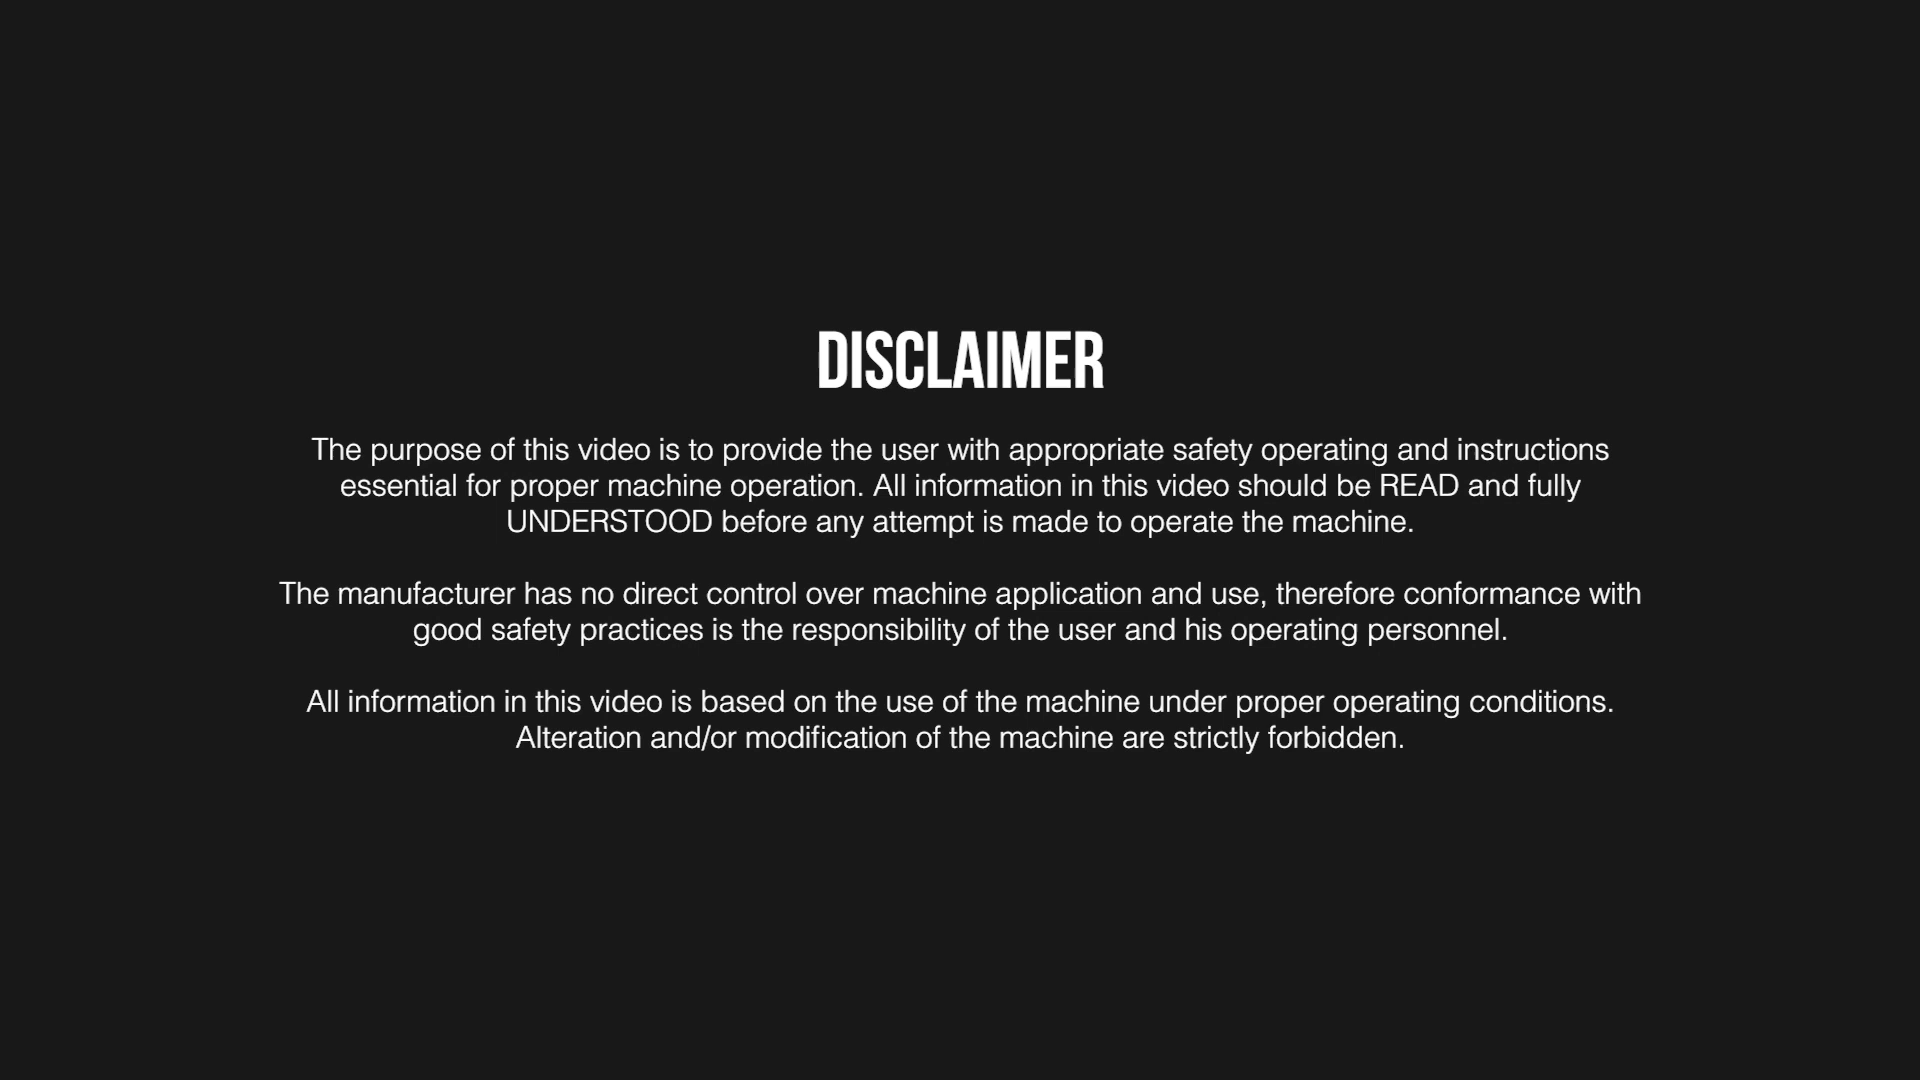 DISCLAIMER
The purpose of this video is to provide the user with appropriate safety operating and instructions
essential for proper machine operation. All information in this video should be READ and fully
UNDERSTOOD before any attempt is made to operate the machine.
The manufacturer has no direct control over machine application and use, therefore conformance with
good safety practices is the responsibility of the user and his operating personnel.
All information in this video is based on the use of the machine under proper operating conditions.
Alteration and/or modification of the machine are strictly forbidden.